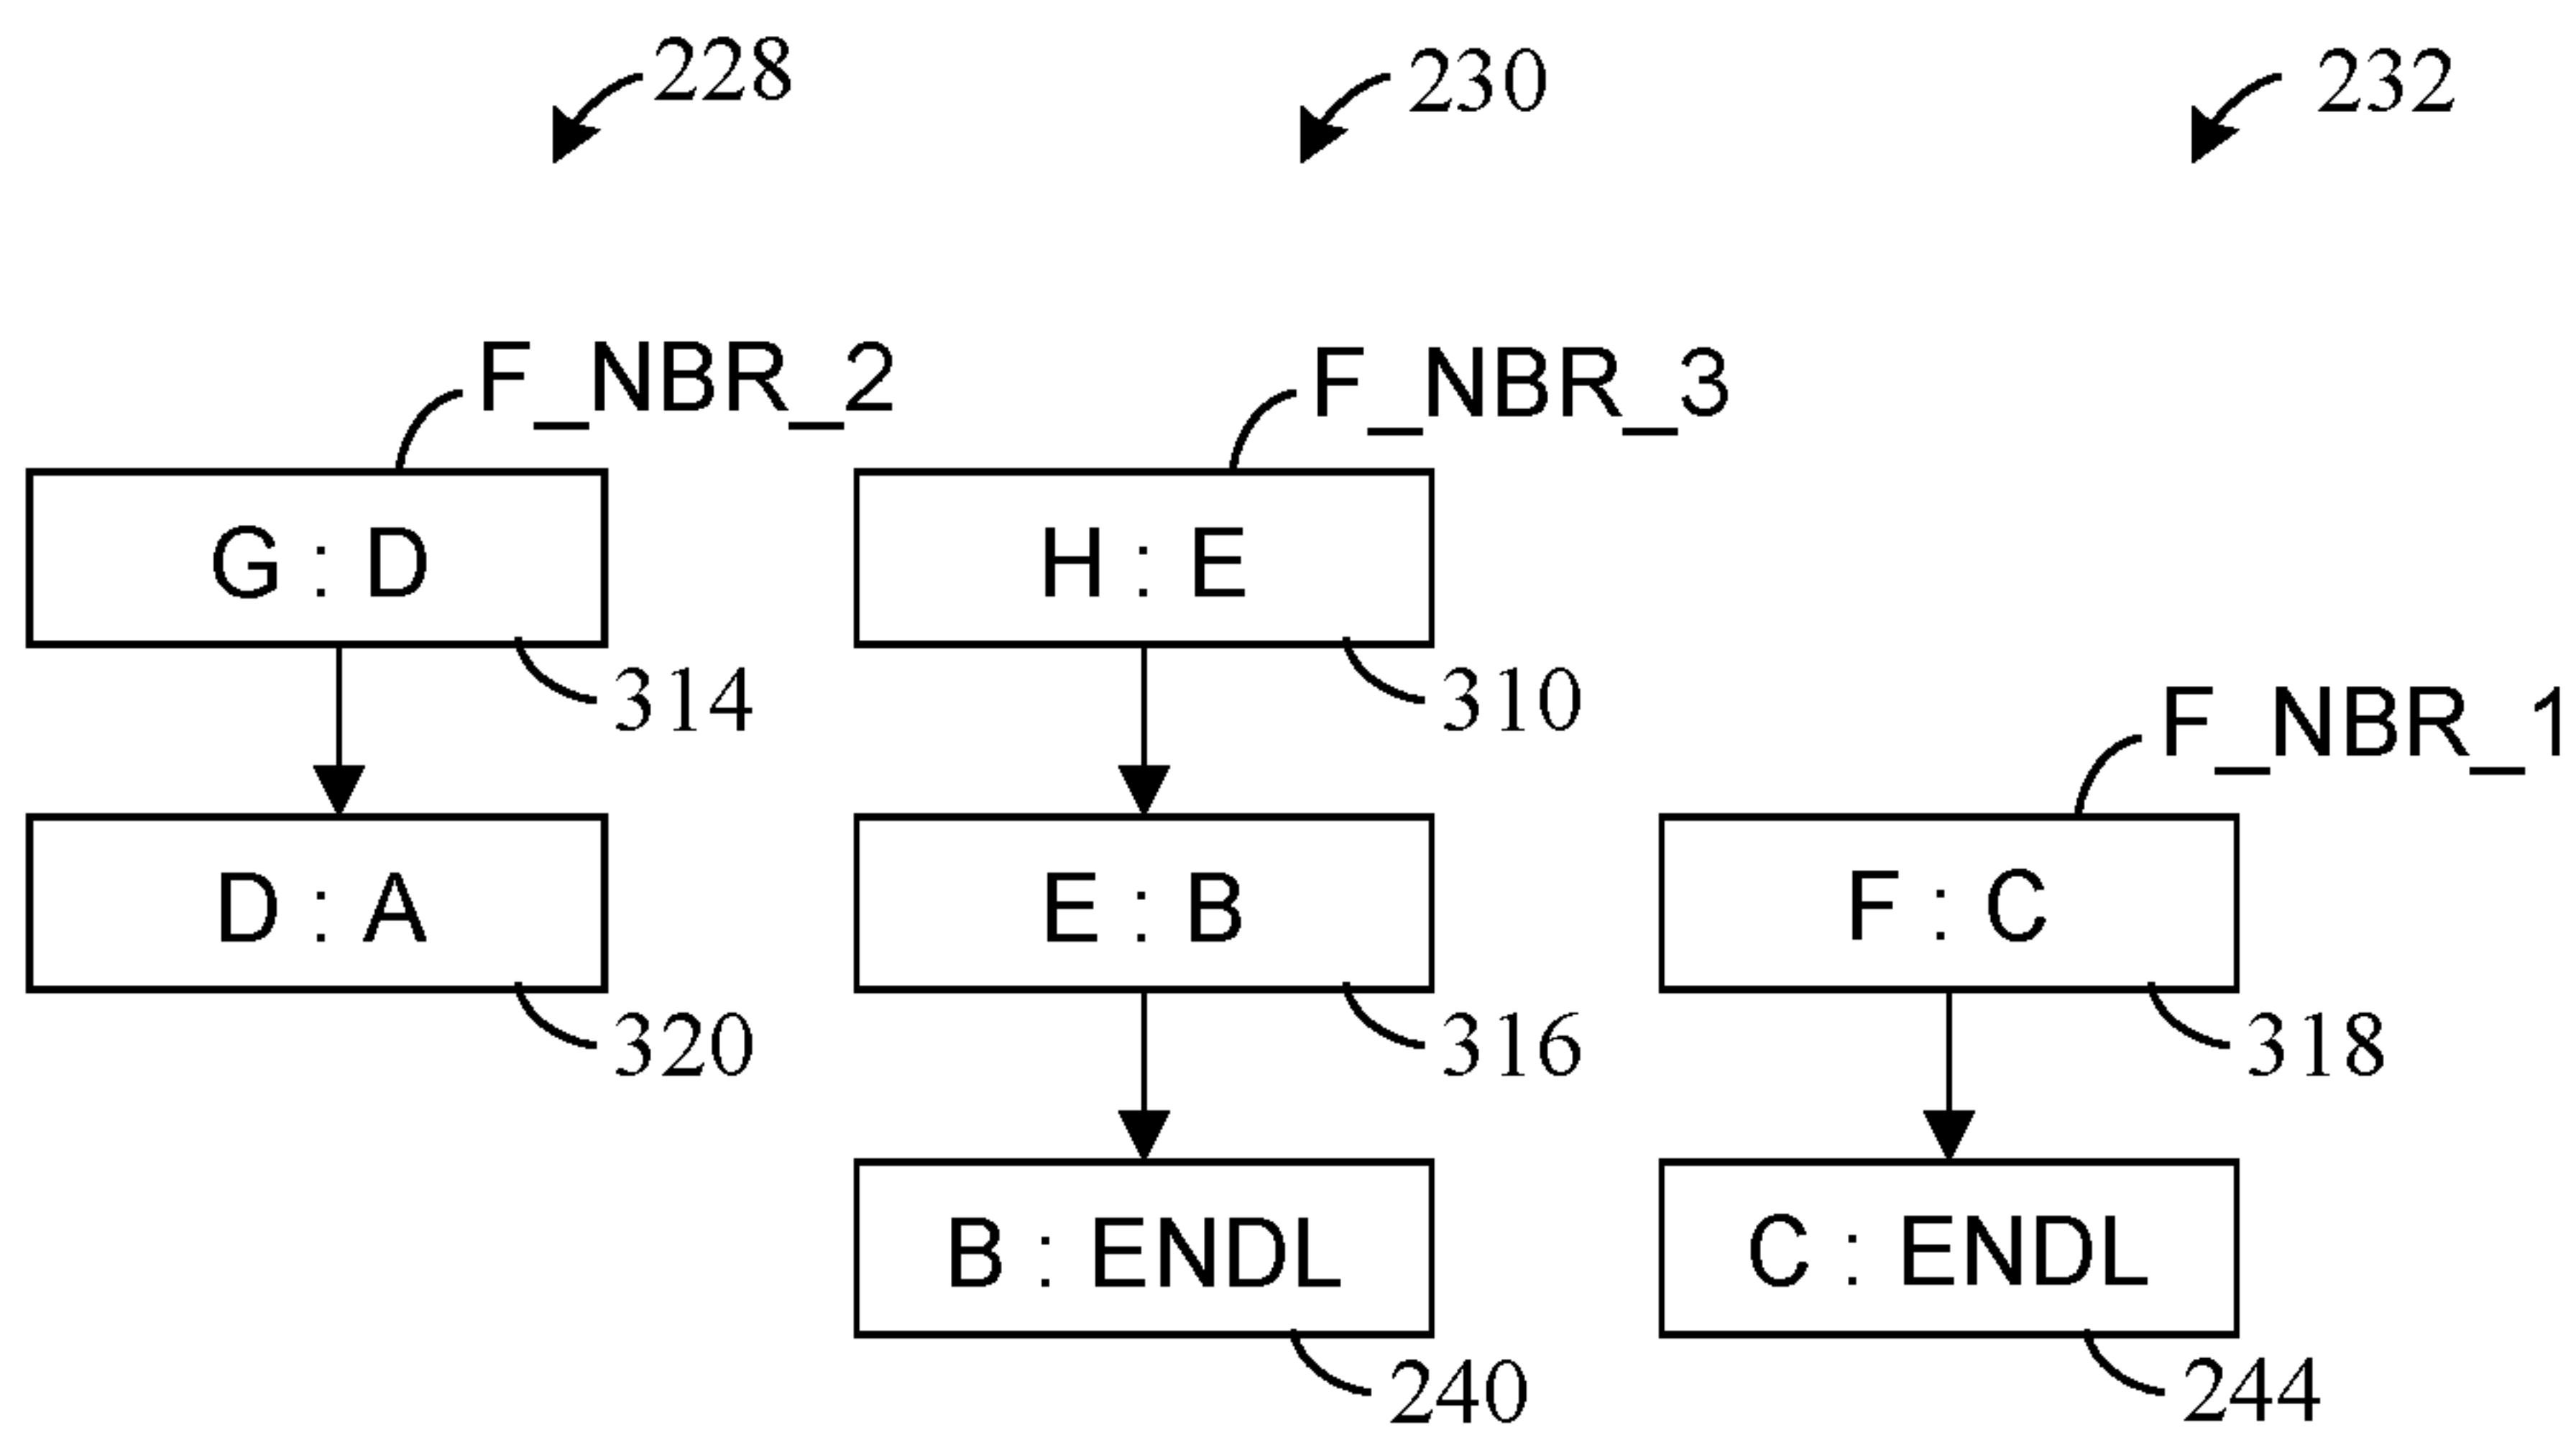 228 230 232
F_NBR_2 F_NBR_3
G : D H : E
314 310
F_NBR_1
D : A E : B F : C
320 316 318
B : ENDL C : ENDL
240 244